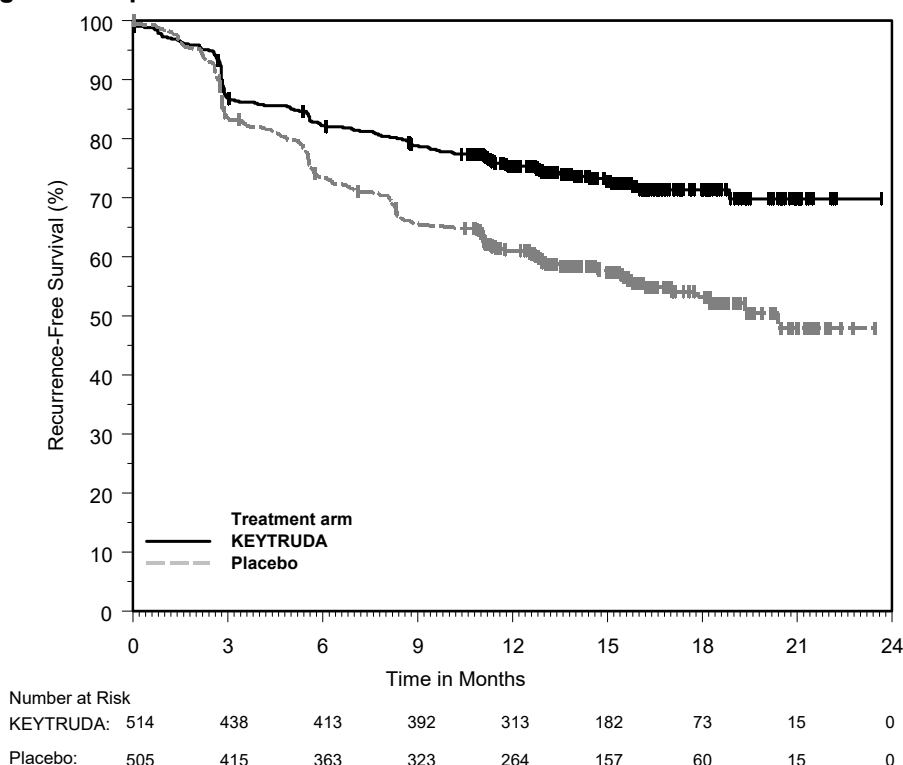 100
90
80
70
60
50
40
30
20
10
0
Recurrence-Free Survival (%)
Treatment arm
KEYTRUDA
Placebo
0 3 6 9 12 15 18 21 24
Time in Months
Number at Risk
KEYTRUDA: 514 438 413 392 313 182 73 15 0
Placebo: 505 415 363 323 264 157 60 15 0